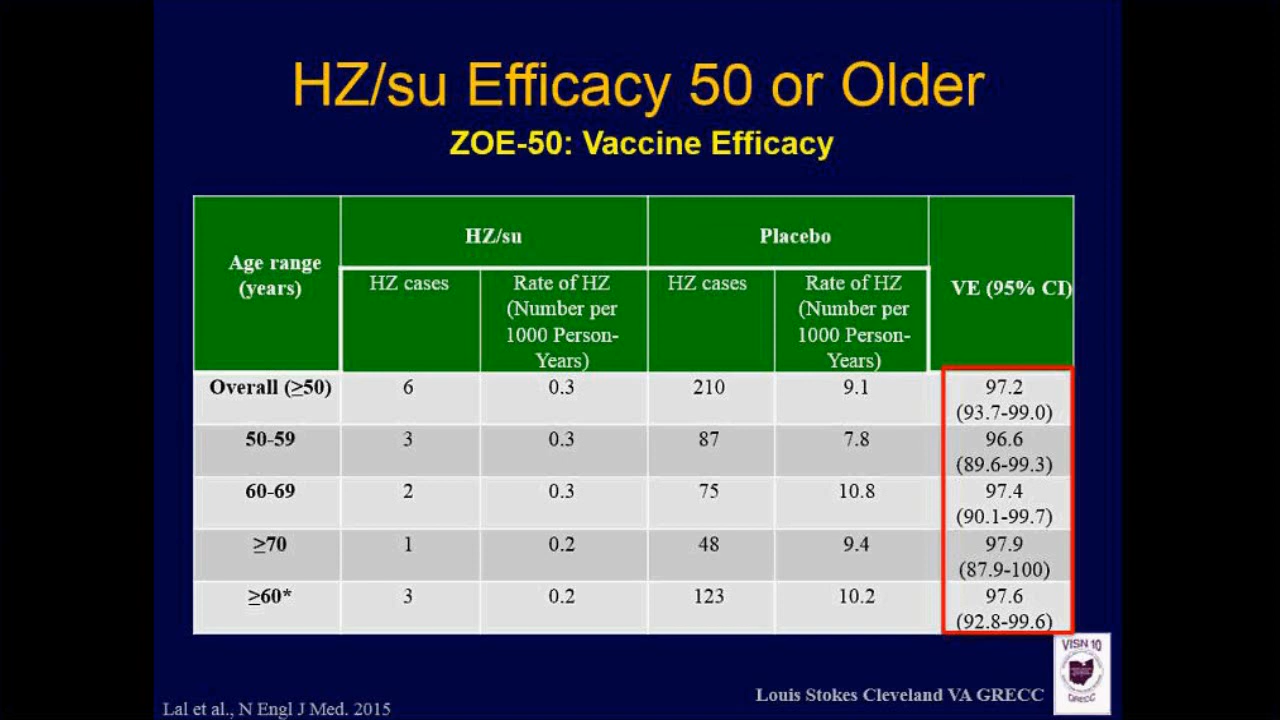 HZ/su Efficacy 50 or Older
ZOE-50: Vaccine Efficacy
Age range
(years)
HZ/su
Placebo
VE (95% CI)
HZ cases
Rate of HZ
(Number per
1000 Person-
Years)
HZ cases
Rate of HZ
(Number per
1000 Person-
Years)
Overall (≥50) 6 0.3 210 9.1 97.2
(93.7-99.0)
50-59 3 0.3 87 7.8 96.6
(89.6-99.3)
60-69 2 0.3 75 10.8 97.4
(90.1-99.7)
≥70 1 0.2 48 9.4 97.9
(87.9-100)
≥60* 3 0.2 123 10.2 97.6
(92.8-99.6)
VISN 10
GRECC
Louis Stokes Cleveland VA GRECC
Lal et al., N Engl J Med. 2015